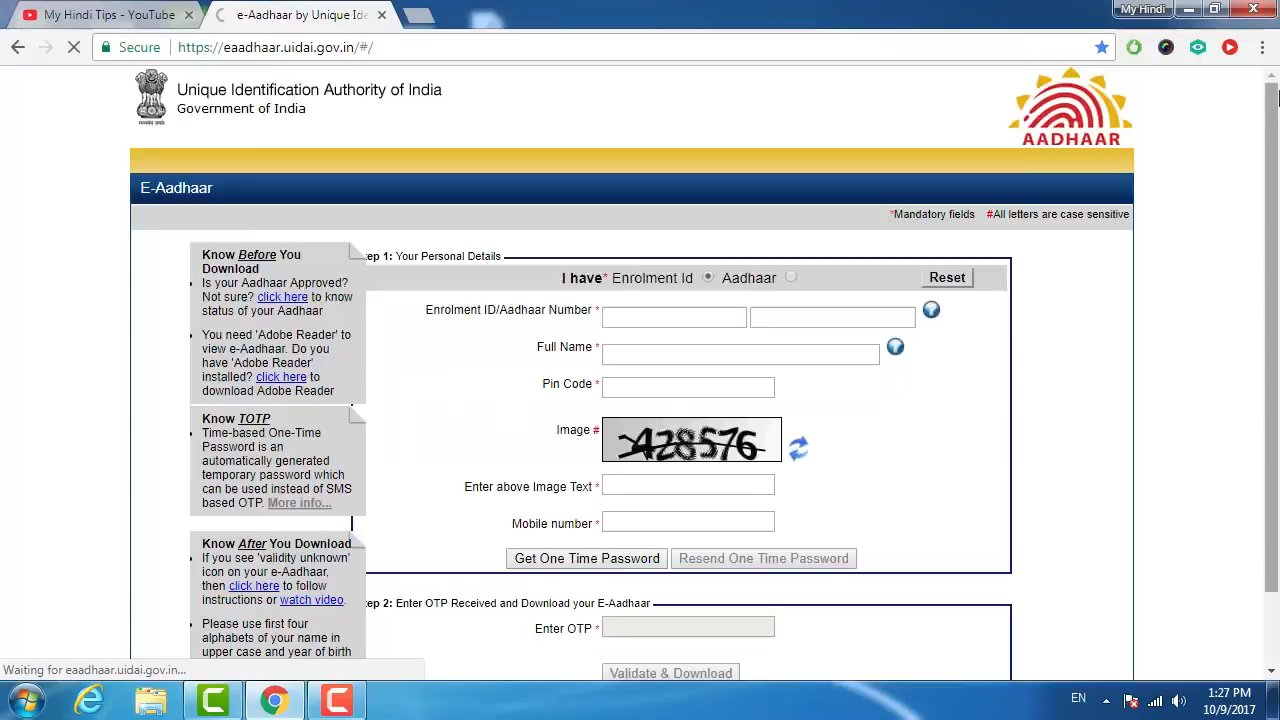 My Hindi Tips - YouTube
e-Aadhaar by Unique Ide
My Hindi
Secure
https://eaadhaar.uidai.gov.in/#/
Unique Identification Authority of India
Government of India
AADHAAR
E-Aadhaar
*Mandatory fields #All letters are case sensitive
Know Before You
Download
Is your Aadhaar Approved?
Not sure? click here to know
status of your Aadhaar
You need 'Adobe Reader' to
view e-Aadhaar. Do you
have 'Adobe Reader'
installed? click here to
download Adobe Reader
Know TOTP
Time-based One-Time
Password is an
automatically generated
temporary password which
can be used instead of SMS
based OTP. More info...
Know After You Download
If you see 'validity unknown'
icon on your e-Aadhaar,
then click here to follow
instructions or watch video.
Please use first four
alphabets of your name in
upper case and year of birth
tep 1: Your Personal Details
I have* Enrolment Id Aadhaar
Reset
Enrolment ID/Aadhaar Number *
Full Name *
Pin Code *
Image #
428576
Enter above Image Text *
Mobile number *
Get One Time Password
Resend One Time Password
tep 2: Enter OTP Received and Download your E-Aadhaar
Enter OTP *
Validate & Download
Waiting for eaadhaar.uidai.gov.in...
EN
1:27 PM
10/9/2017